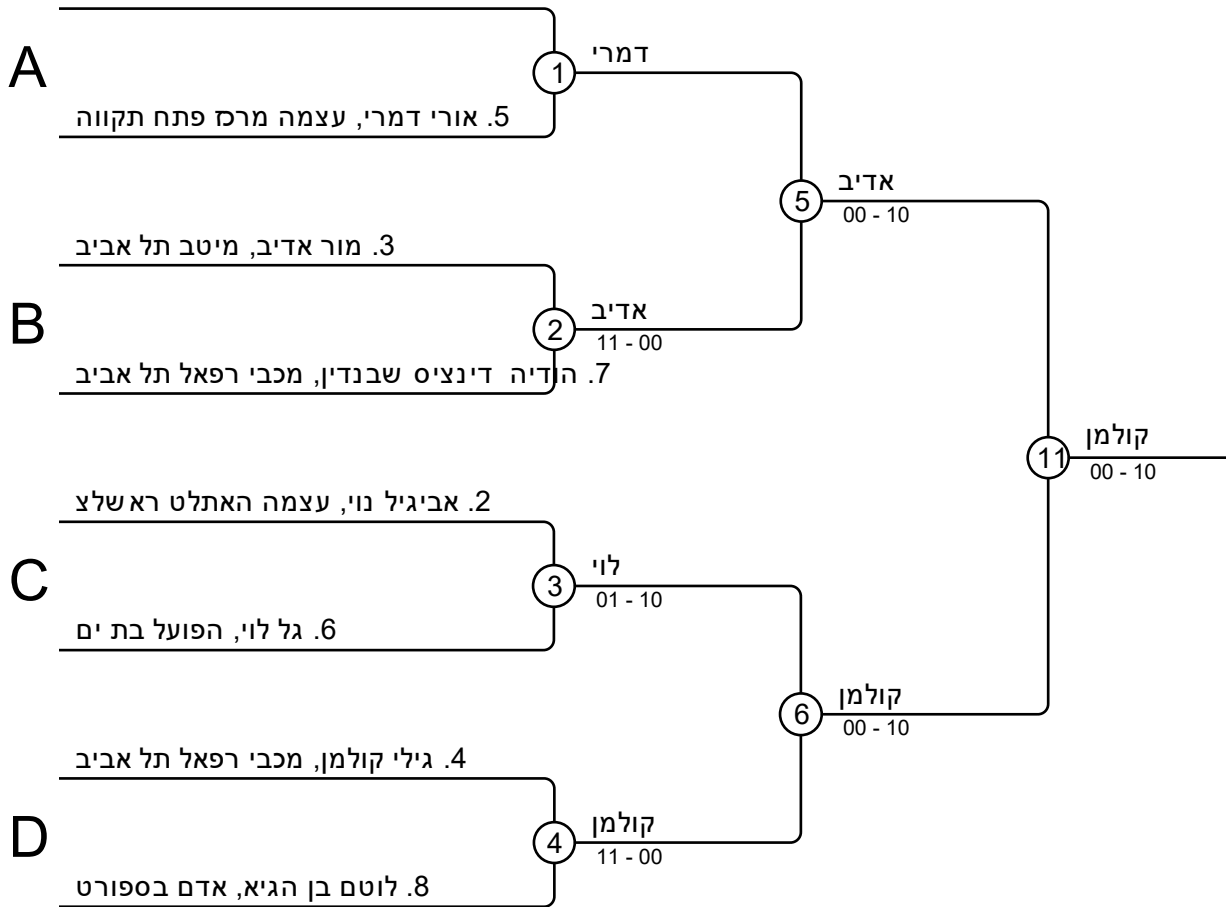 A
דמרי
1
5. אורי דמרי, עצמה מרכז פתח תקווה
אדיב
5
00 - 10
3. מור אדיב, מיטב תל אביב
B
אדיב
2
11 - 00
7. הודיה דינציס שבנדין, מכבי רפאל תל אביב
קולמן
11
00 - 10
2. אביגיל נוי, עצמה האתלט ראשלצ
C
לוי
3
01 - 10
6. גל לוי, הפועל בת ים
קולמן
6
00 - 10
4. גילי קולמן, מכבי רפאל תל אביב
D
קולמן
4
11 - 00
8. לוטם בן הגיא, אדם בספורט